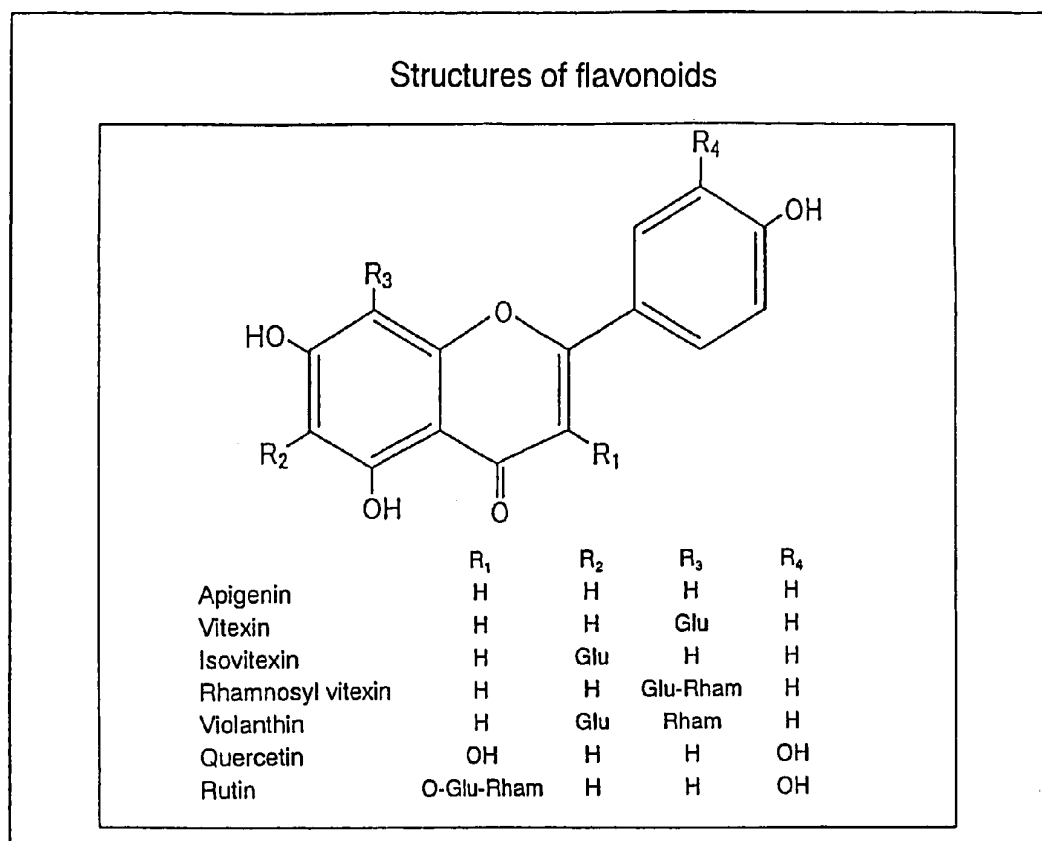 Structures of flavonoids
R4
OH
R3
O
HO
R2
R1
OH
O
R₁ R₂ R₃ R₄
Apigenin H H H H
Vitexin H H Glu H
Isovitexin H Glu H H
Rhamnosyl vitexin H H Glu-Rham H
Violanthin H Glu Rham H
Quercetin OH H H OH
Rutin O-Glu-Rham H H OH